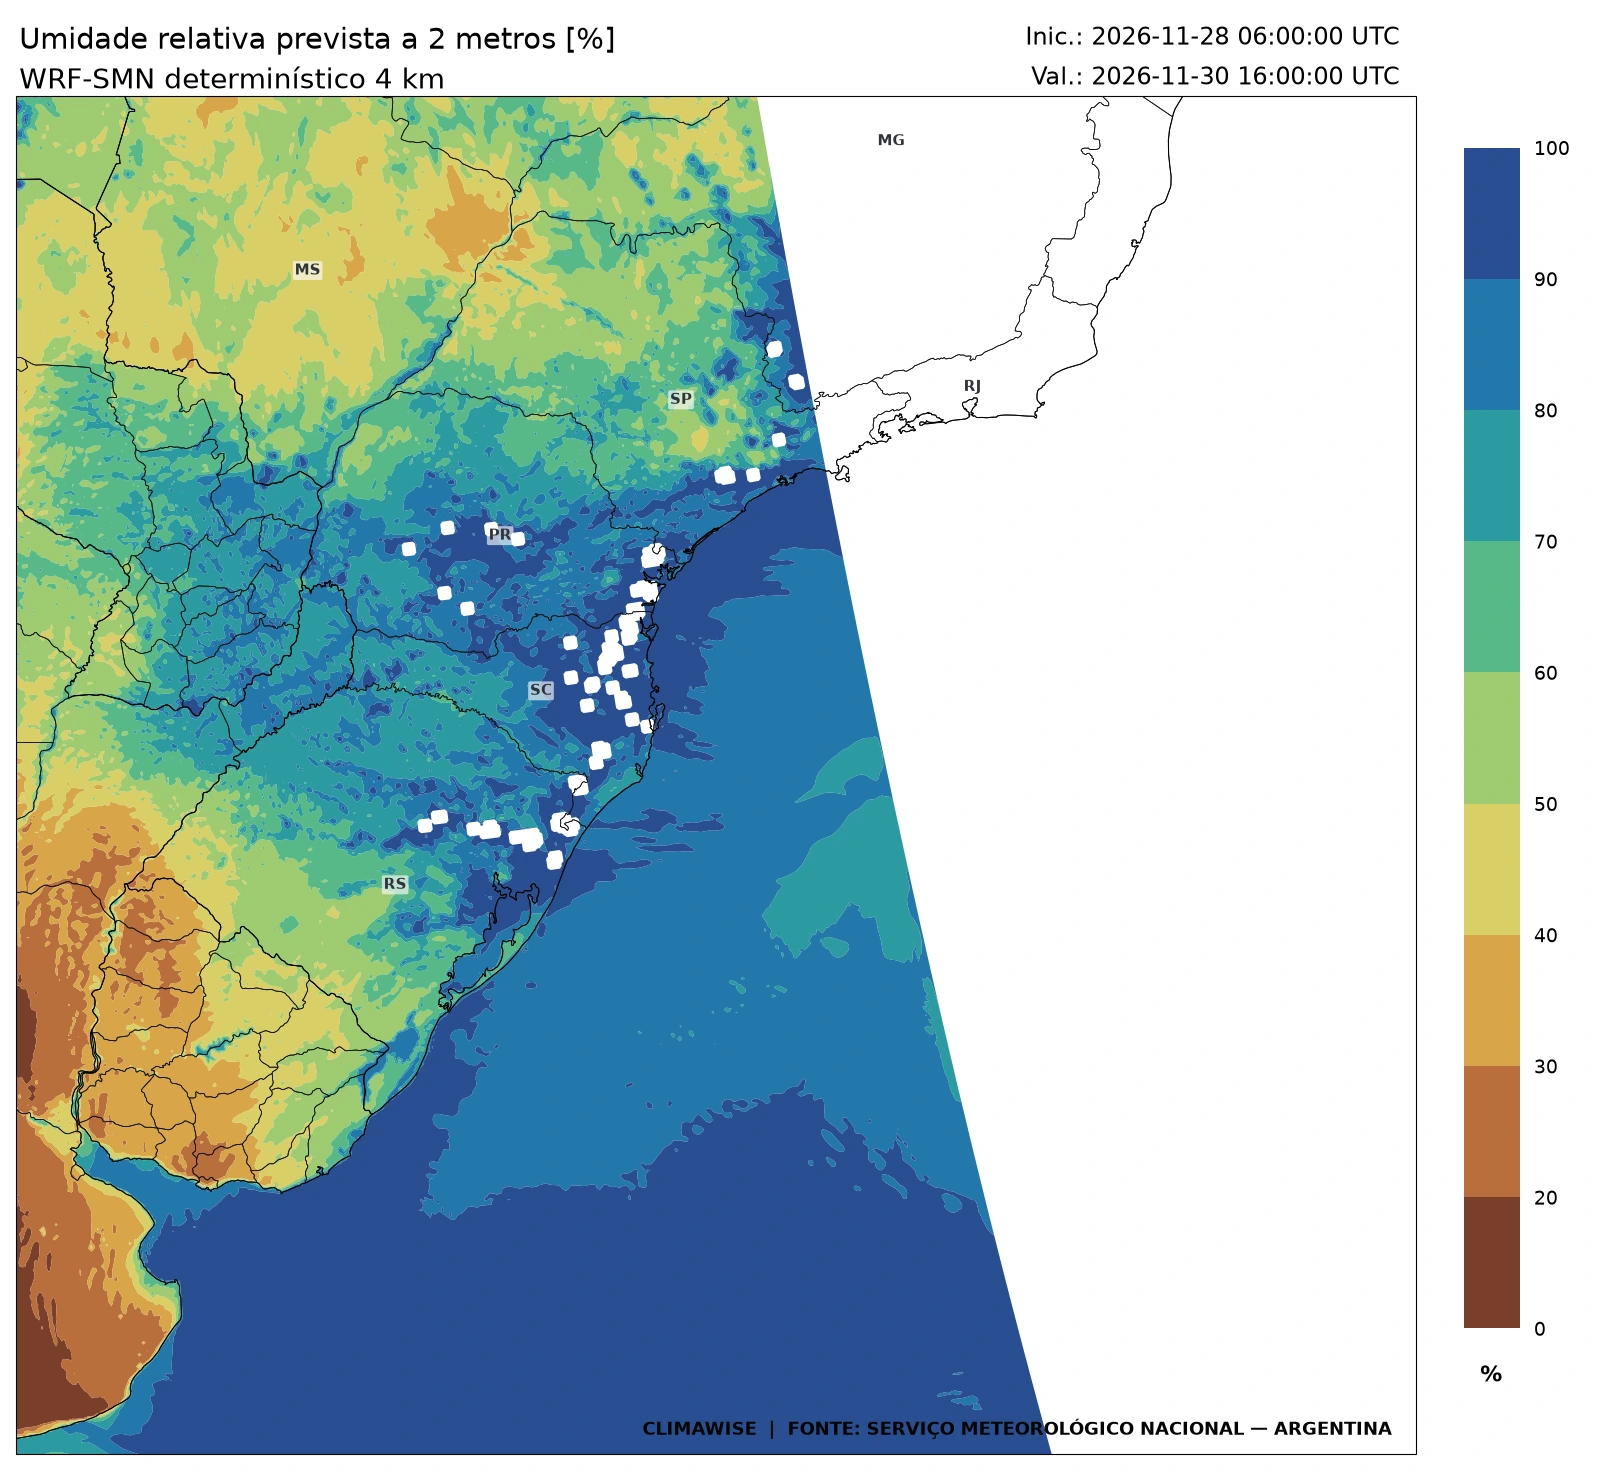 Umidade relativa prevista a 2 metros [%]
WRF-SMN determinístico 4 km
Inic.: 2026-11-28 06:00:00 UTC
Val.: 2026-11-30 16:00:00 UTC
MG
MS
RJ
SP
PR
SC
RS
100
90
80
70
60
50
40
30
20
0
%
CLIMAWISE | FONTE: SERVIÇO METEOROLÓGICO NACIONAL — ARGENTINA